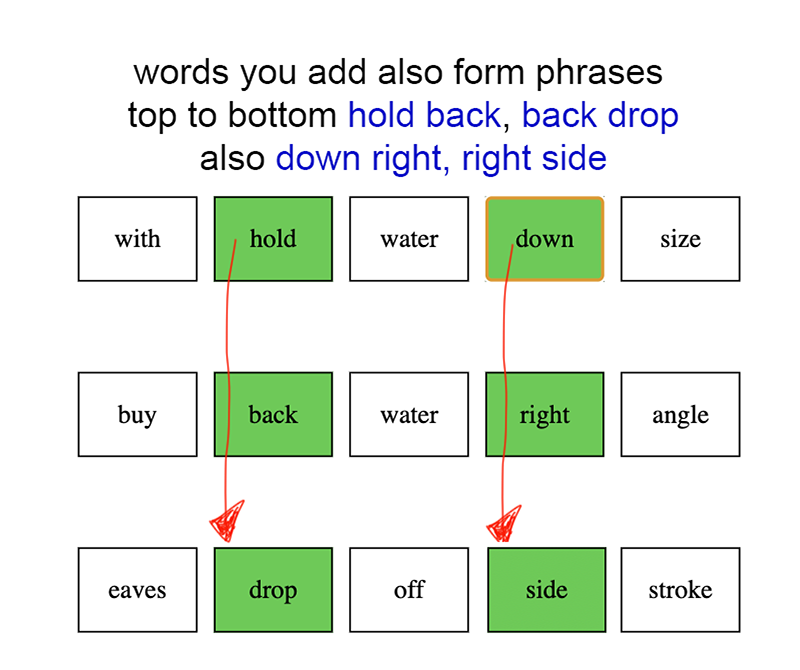 words you add also form phrases
top to bottom hold back, back drop
also down right, right side
with hold water down size
buy back water right angle
eaves drop off side stroke